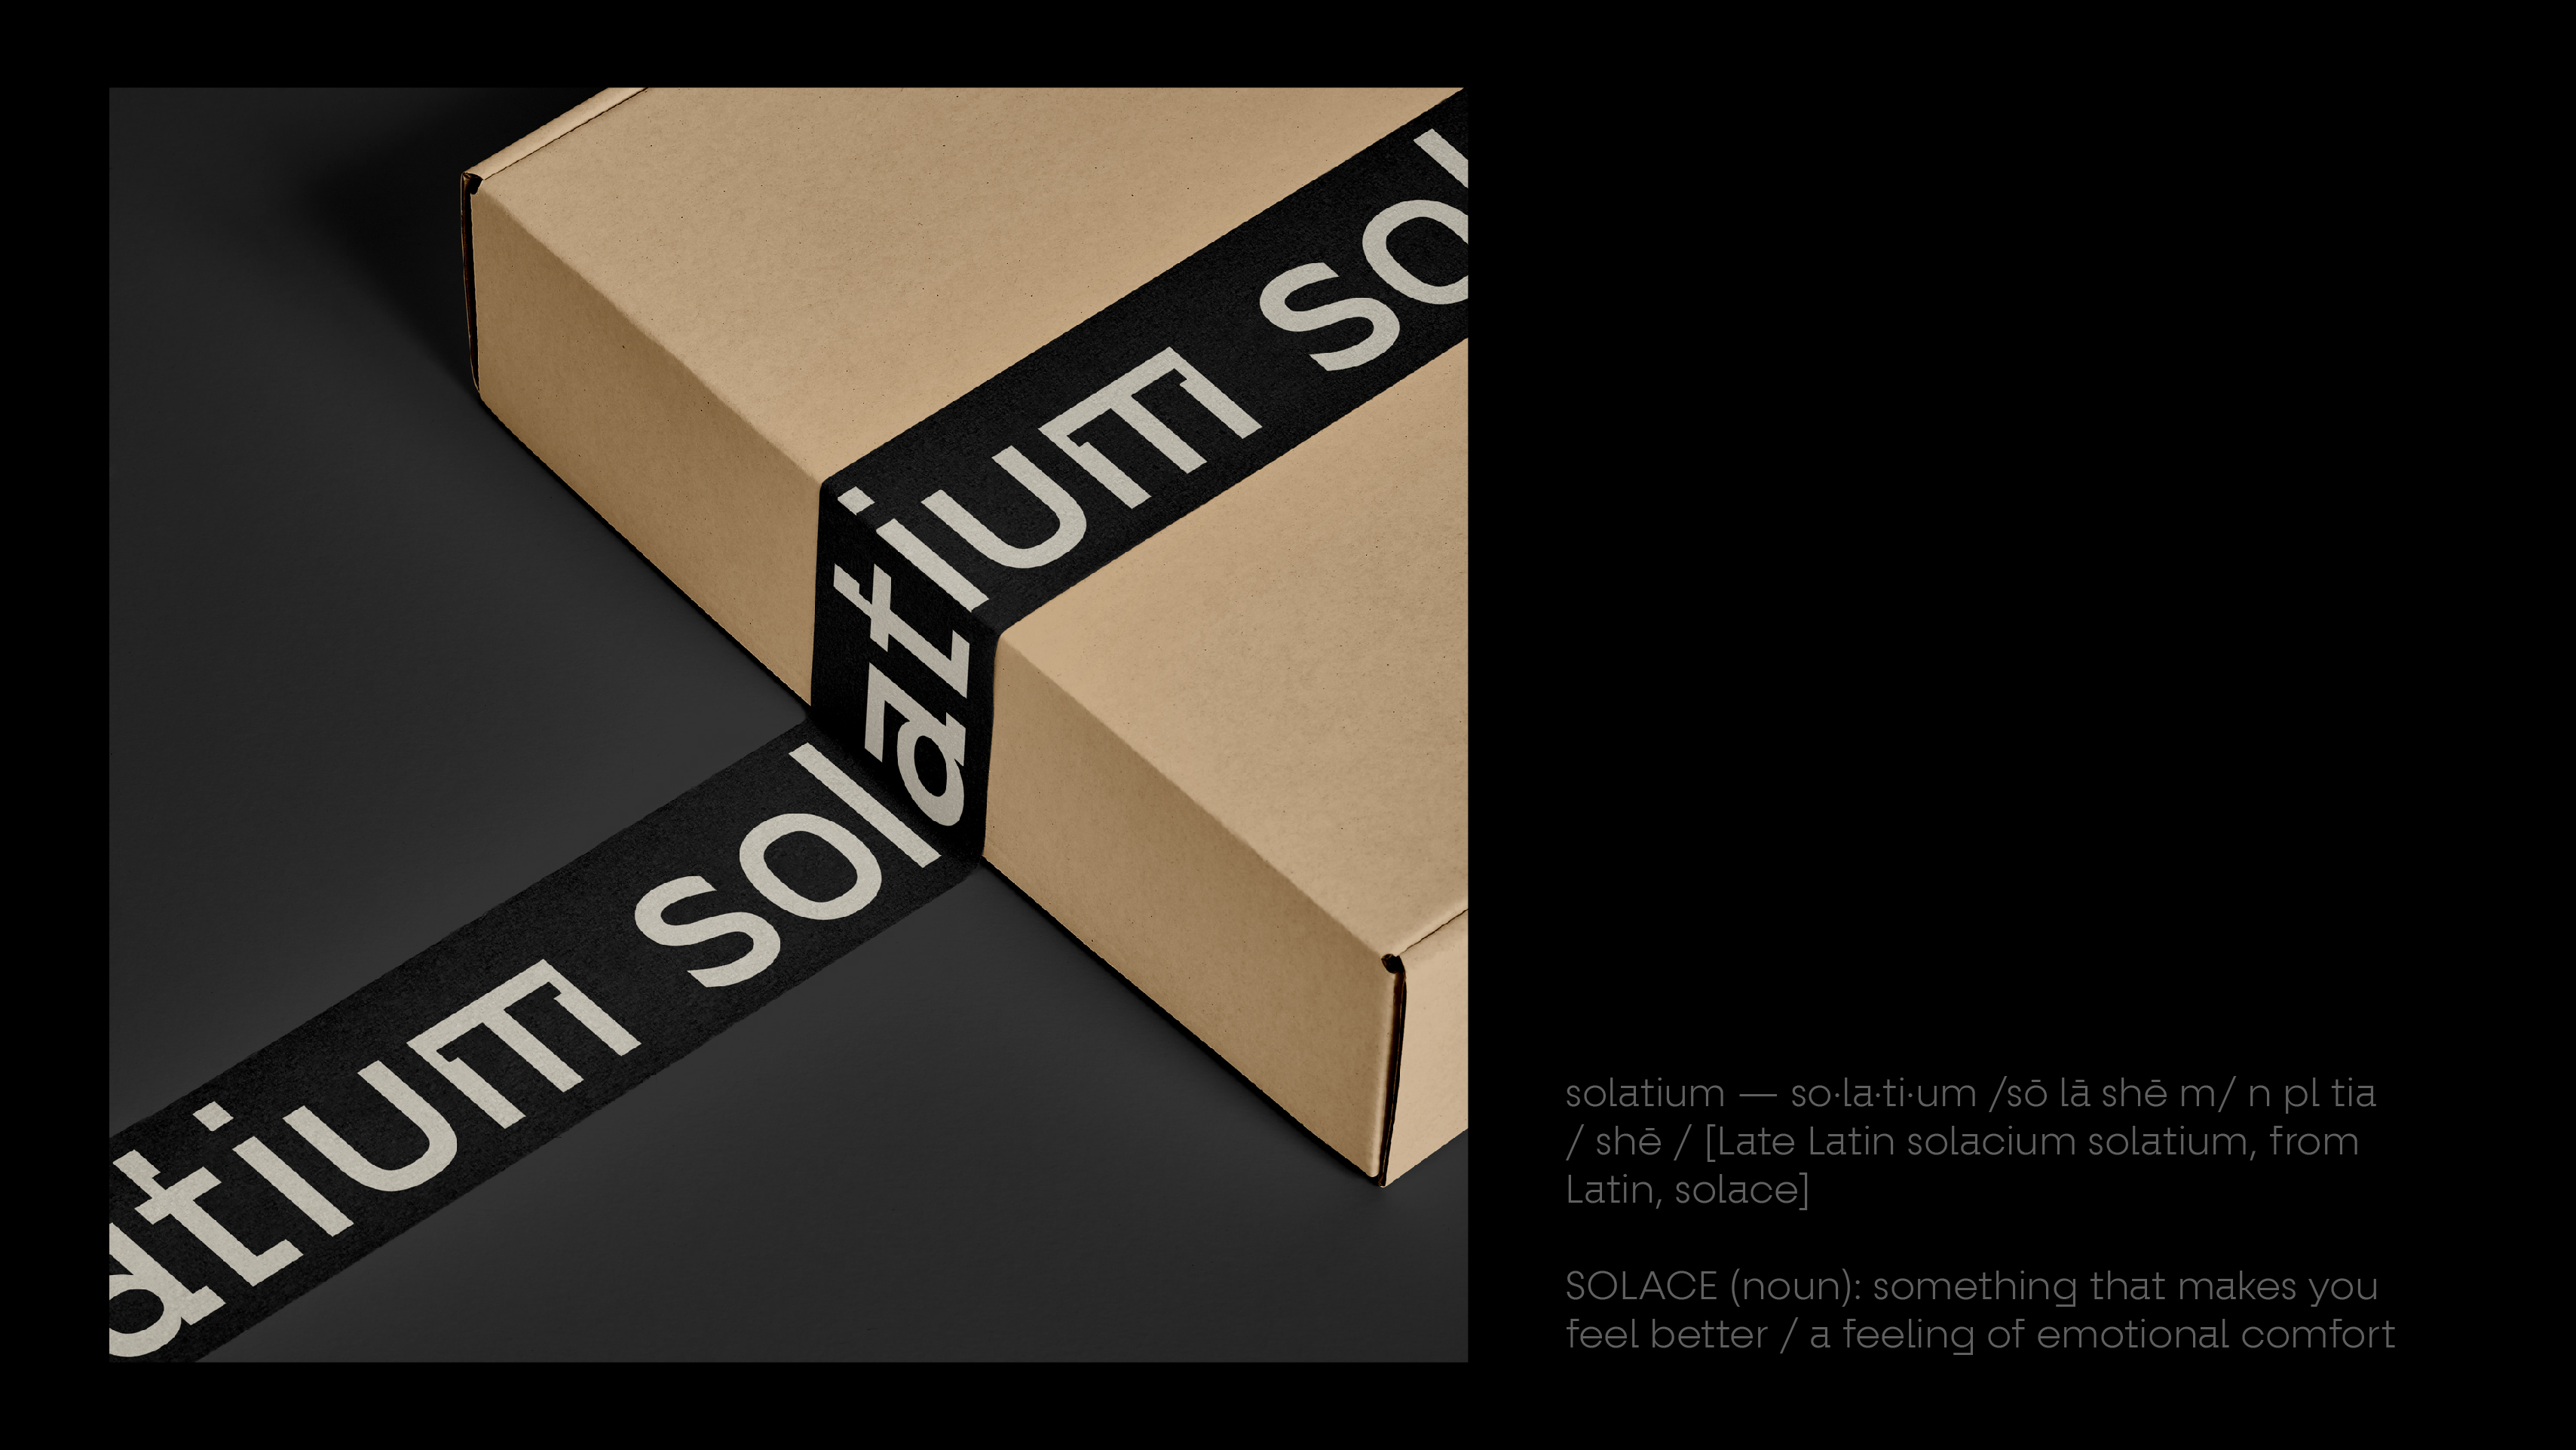 solatium sol
atium sol
solatium — so·la·ti·um /sō lā shē m/ n pl tia
/ shē / [Late Latin solacium solatium, from
Latin, solace]
SOLACE (noun): something that makes you
feel better / a feeling of emotional comfort